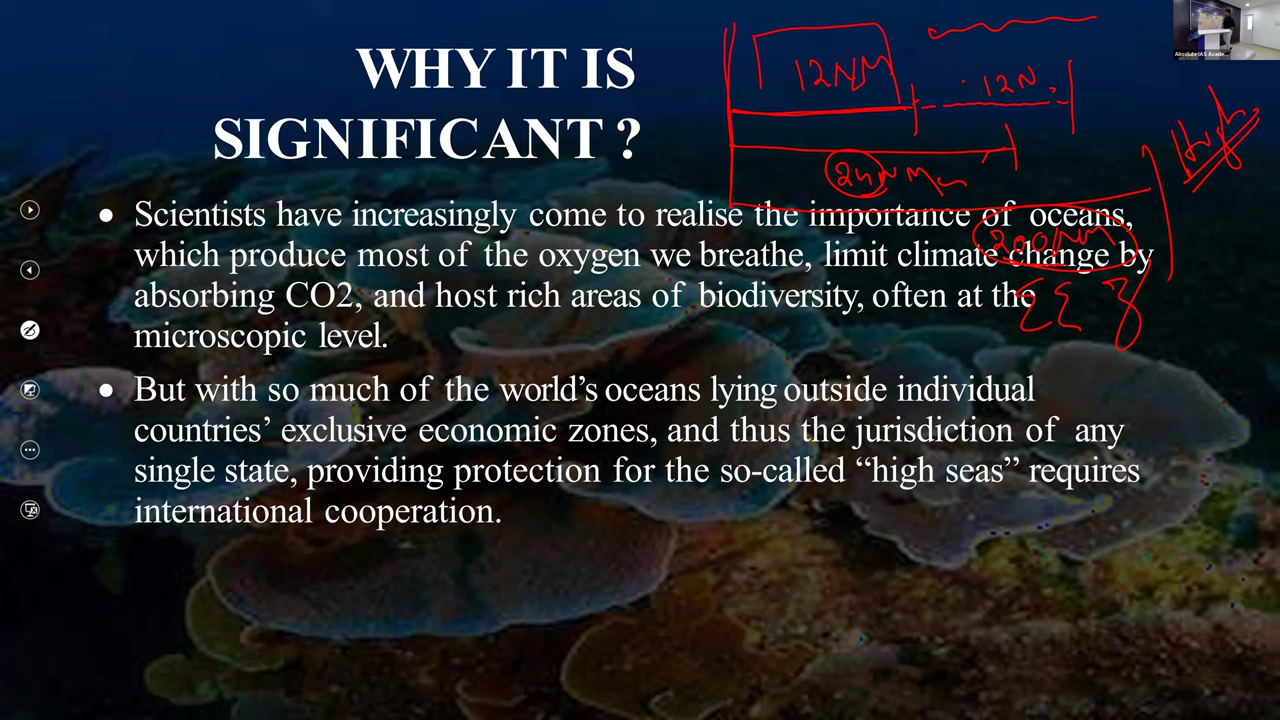 WHY IT IS
SIGNIFICANT ?
12NM
12N
24NM
High
200NM
EEZ
• Scientists have increasingly come to realise the importance of oceans,
which produce most of the oxygen we breathe, limit climate change by
absorbing CO2, and host rich areas of biodiversity, often at the
microscopic level.
• But with so much of the world’s oceans lying outside individual
countries’ exclusive economic zones, and thus the jurisdiction of any
single state, providing protection for the so-called “high seas” requires
international cooperation.
Absolute IAS Acade...